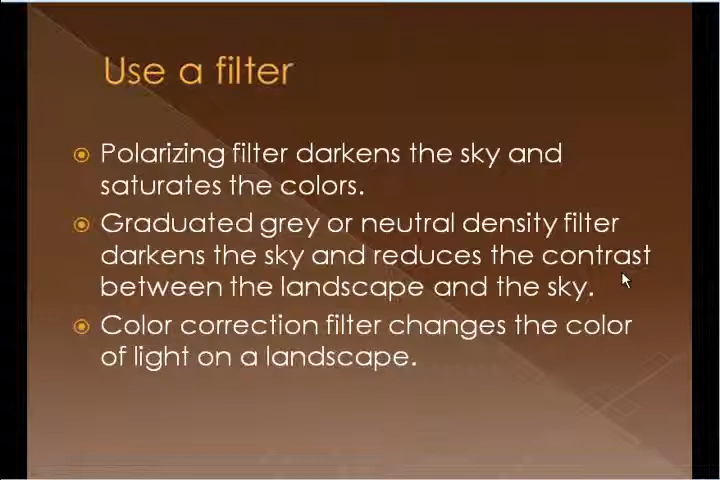 Use a filter
Polarizing filter darkens the sky and
saturates the colors.
Graduated grey or neutral density filter
darkens the sky and reduces the contrast
between the landscape and the sky.
Color correction filter changes the color
of light on a landscape.